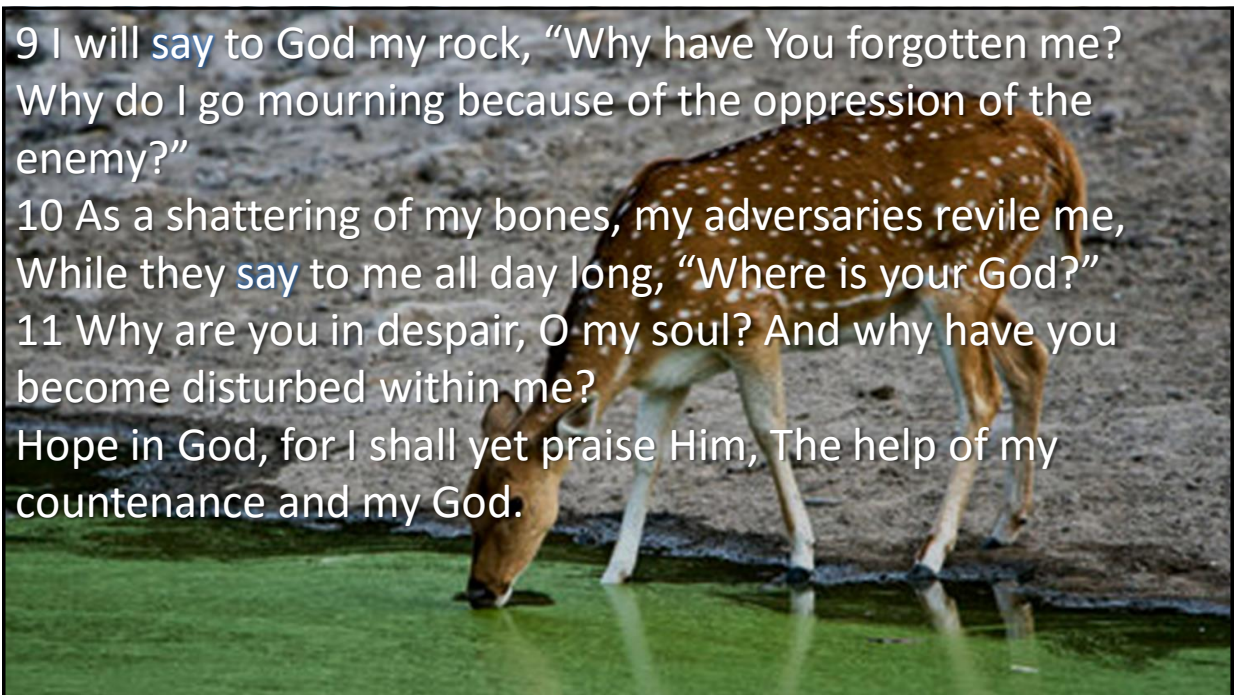 9 I will say to God my rock, “Why have You forgotten me?
Why do I go mourning because of the oppression of the
enemy?”
10 As a shattering of my bones, my adversaries revile me,
While they say to me all day long, “Where is your God?”
11 Why are you in despair, O my soul? And why have you
become disturbed within me?
Hope in God, for I shall yet praise Him, The help of my
countenance and my God.